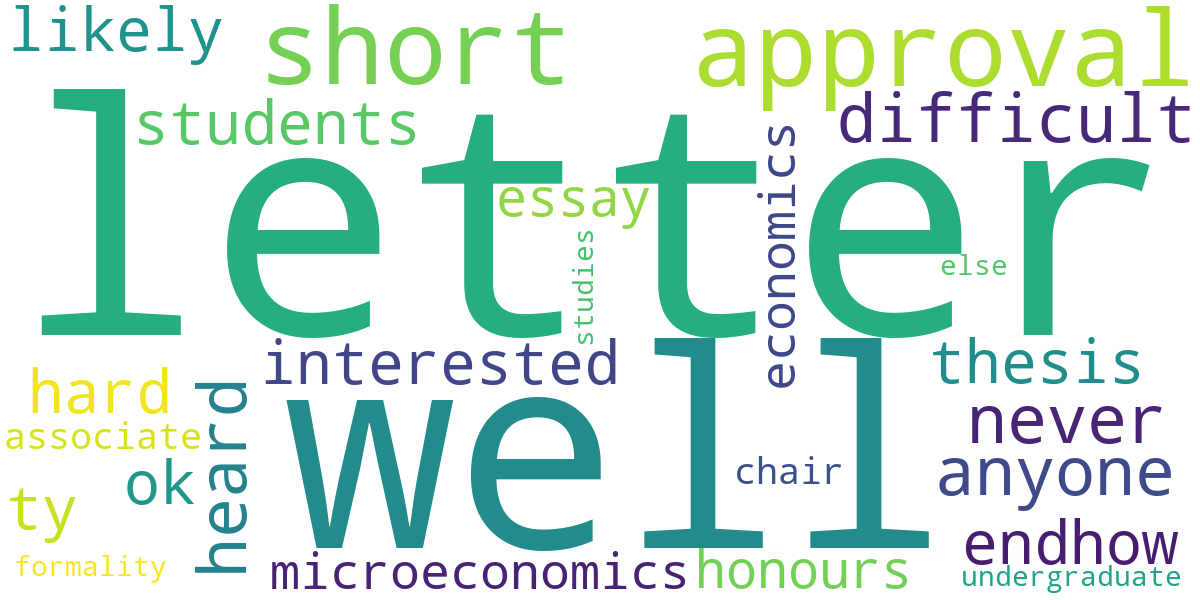 likely
short
approval
students
difficult
letter
essay
economics
studies
else
interested
well
thesis
hard
heard
associate
never
ok
chair
anyone
ty
endhow
formality
microeconomics
honours
undergraduate